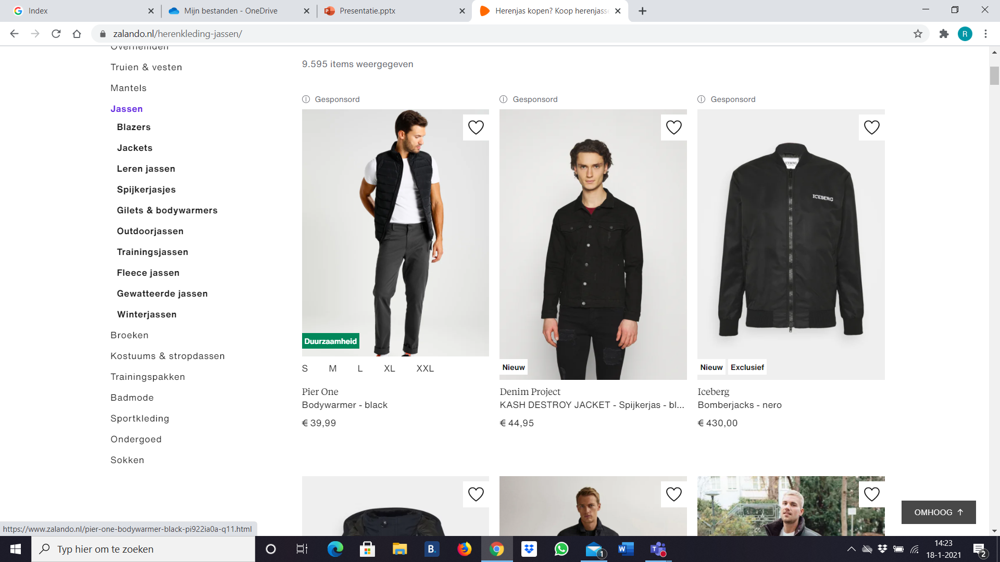 Index
Mijn bestanden - OneDrive
Presentatie.pptx
Herenjas kopen? Koop herenjasse
zalando.nl/herenkleding-jassen/
R
Overhemden
Truien & vesten
Mantels
Jassen
Blazers
Jackets
Leren jassen
Spijkerjasjes
Gilets & bodywarmers
Outdoorjassen
Trainingsjassen
Fleece jassen
Gewatteerde jassen
Winterjassen
Broeken
Kostuums & stropdassen
Trainingspakken
Badmode
Sportkleding
Ondergoed
Sokken
9.595 items weergegeven
Gesponsord
Duurzaamheid
S M L XL XXL
Pier One
Bodywarmer - black
€ 39,99
Gesponsord
Nieuw
Denim Project
KASH DESTROY JACKET - Spijkerjas - bl...
€ 44,95
Gesponsord
ICEBERG
ICEBERG
Nieuw Exclusief
Iceberg
Bomberjacks - nero
€ 430,00
OMHOOG ↑
https://www.zalando.nl/pier-one-bodywarmer-black-pi922ia0a-q11.html
Typ hier om te zoeken
B.
1
W
T
14:23
18-1-2021
2